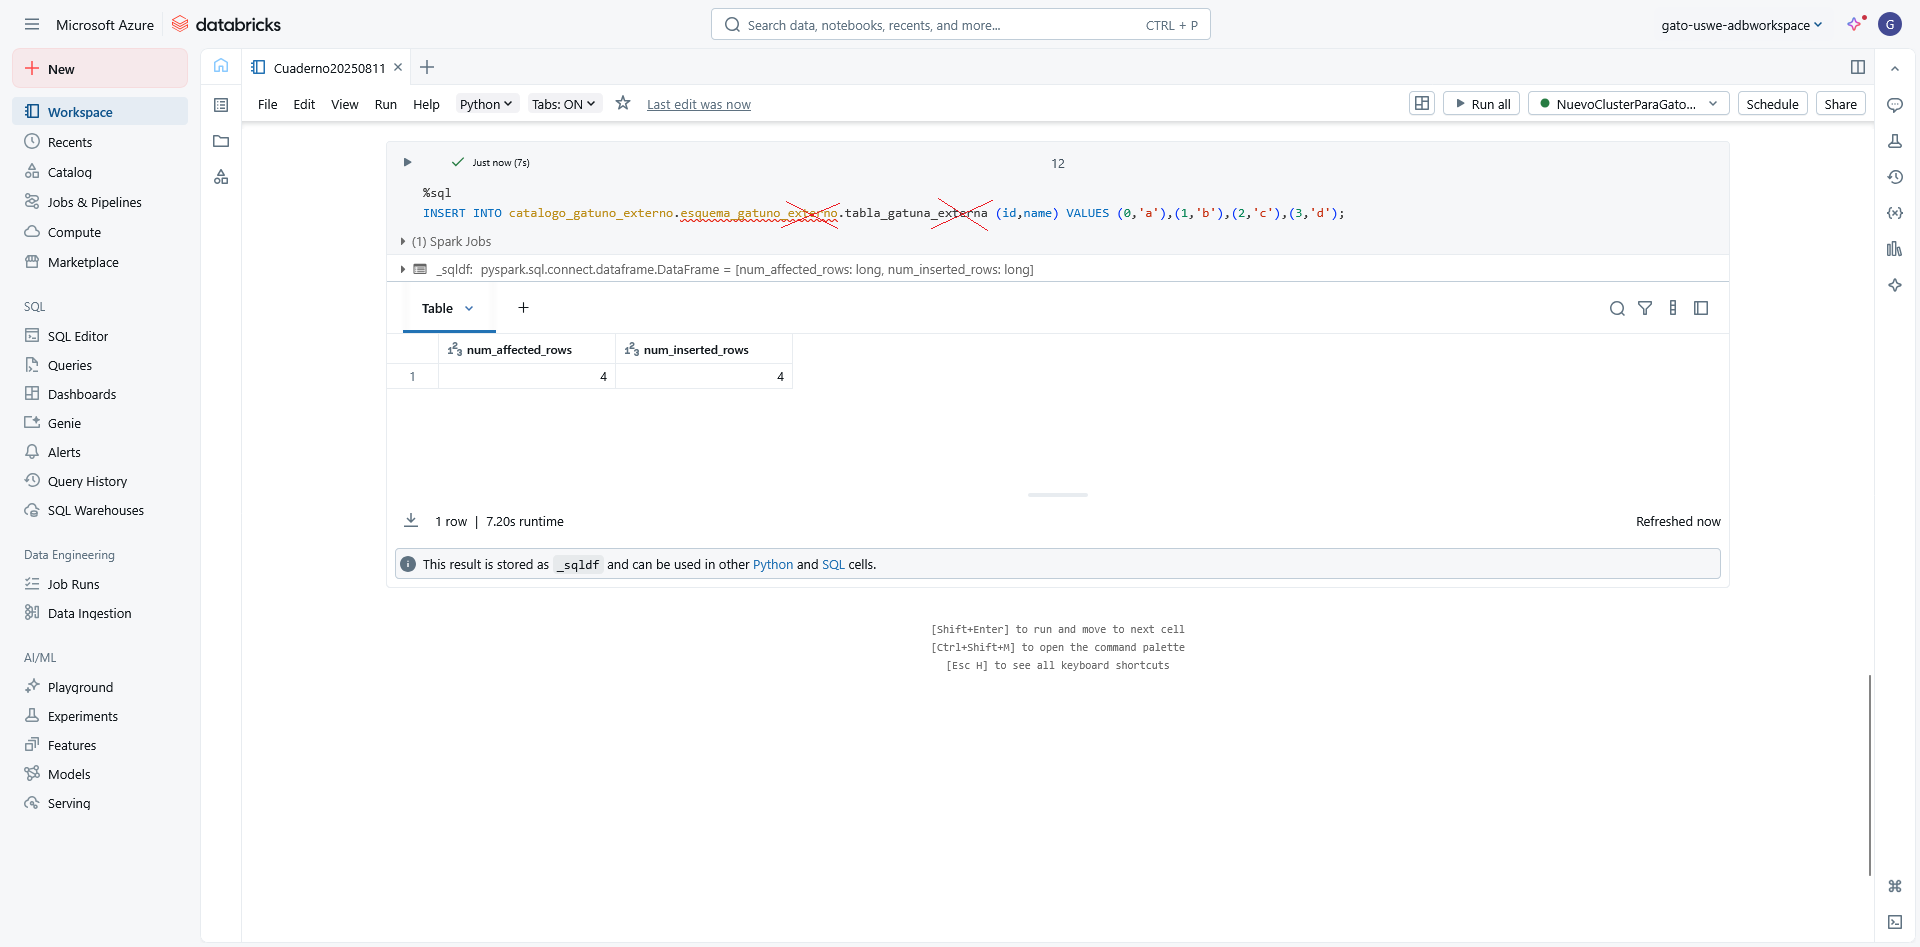 Microsoft Azure databricks
Search data, notebooks, recents, and more... CTRL + P
gato-uswe-adbworkspace G
New
Workspace
Recents
Catalog
Jobs & Pipelines
Compute
Marketplace
SQL
SQL Editor
Queries
Dashboards
Genie
Alerts
Query History
SQL Warehouses
Data Engineering
Job Runs
Data Ingestion
AI/ML
Playground
Experiments
Features
Models
Serving
Cuaderno20250811
File Edit View Run Help Python Tabs: ON Last edit was now
Run all NuevoClusterParaGato... Schedule Share
Just now (7s) 12
%sql
INSERT INTO catalogo_gatuno_externo.esquema_gatuno_externo.tabla_gatuna_externa (id,name) VALUES (0,'a'),(1,'b'),(2,'c'),(3,'d');
(1) Spark Jobs
_sqldf: pyspark.sql.connect.dataframe.DataFrame = [num_affected_rows: long, num_inserted_rows: long]
Table
num_affected_rows num_inserted_rows
1 4 4
1 row | 7.20s runtime Refreshed now
This result is stored as _sqldf and can be used in other Python and SQL cells.
[Shift+Enter] to run and move to next cell
[Ctrl+Shift+M] to open the command palette
[Esc H] to see all keyboard shortcuts